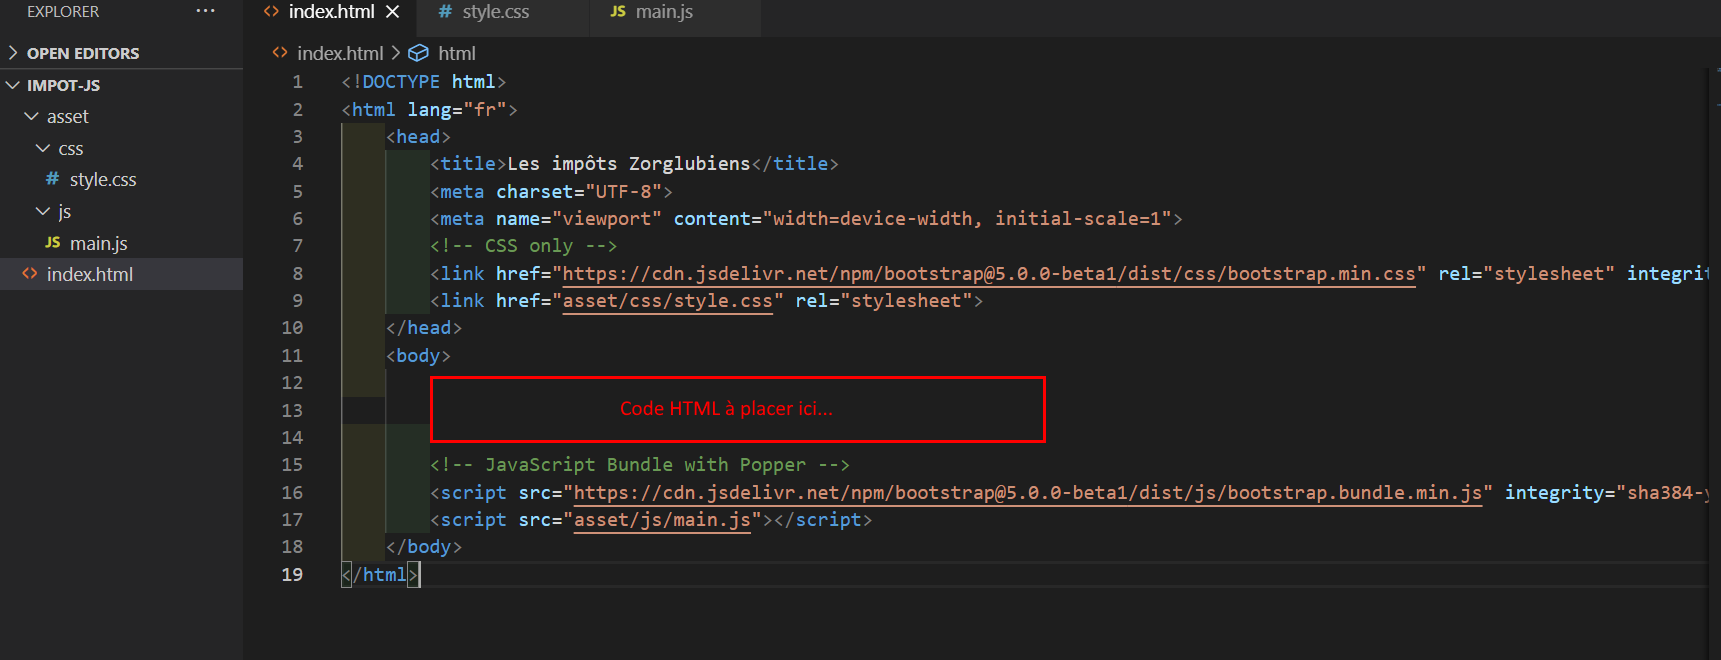 EXPLORER ...
OPEN EDITORS
IMPOT-JS
asset
css
# style.css
js
JS main.js
<> index.html
<> index.html # style.css JS main.js
<> index.html > html
1 <!DOCTYPE html>
2 <html lang="fr">
3 <head>
4 <title>Les impôts Zorglubiens</title>
5 <meta charset="UTF-8">
6 <meta name="viewport" content="width=device-width, initial-scale=1">
7 <!-- CSS only -->
8 <link href="https://cdn.jsdelivr.net/npm/bootstrap@5.0.0-beta1/dist/css/bootstrap.min.css" rel="stylesheet" integrit
9 <link href="asset/css/style.css" rel="stylesheet">
10 </head>
11 <body>
12
13 Code HTML à placer ici...
14
15 <!-- JavaScript Bundle with Popper -->
16 <script src="https://cdn.jsdelivr.net/npm/bootstrap@5.0.0-beta1/dist/js/bootstrap.bundle.min.js" integrity="sha384-y
17 <script src="asset/js/main.js"></script>
18 </body>
19 </html>